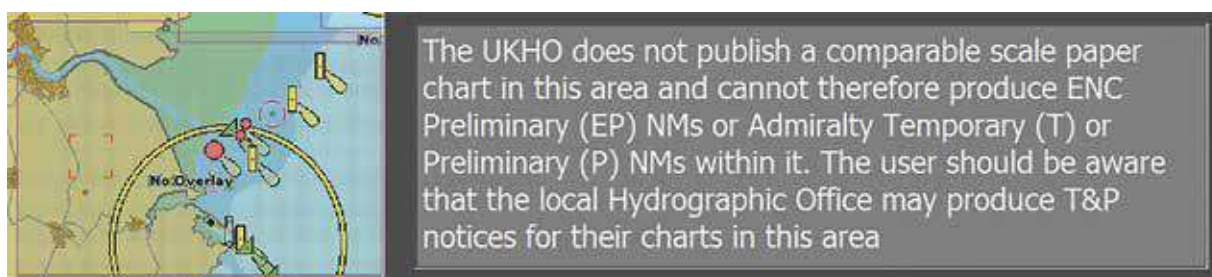 No
No Overlay
The UKHO does not publish a comparable scale paper
chart in this area and cannot therefore produce ENC
Preliminary (EP) NMs or Admiralty Temporary (T) or
Preliminary (P) NMs within it. The user should be aware
that the local Hydrographic Office may produce T&P
notices for their charts in this area